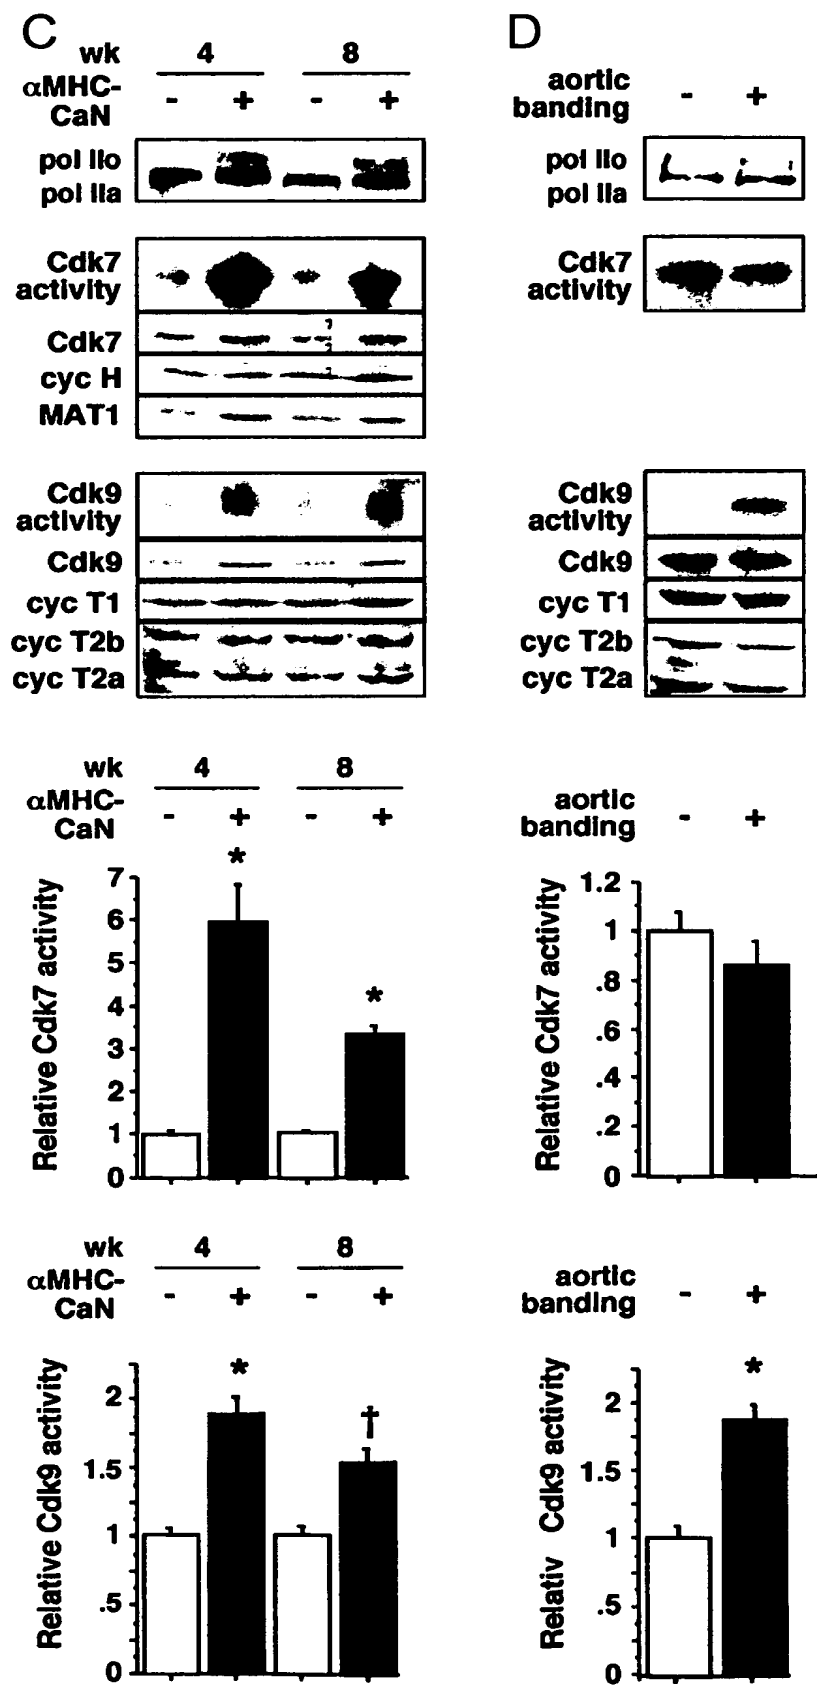 C
wk 4 8
αMHC-
CaN - + - +
pol IIo
pol IIa
Cdk7
activity
Cdk7
cyc H
MAT1
Cdk9
activity
Cdk9
cyc T1
cyc T2b
cyc T2a
wk 4 8
αMHC-
CaN - + - +
Relative Cdk7 activity
7
6
5
4
3
2
1
0
*
*
wk 4 8
αMHC-
CaN - + - +
Relative Cdk9 activity
2
1.5
1
.5
0
*
†
D
aortic
banding - +
pol IIo
pol IIa
Cdk7
activity
Cdk9
activity
Cdk9
cyc T1
cyc T2b
cyc T2a
aortic
banding - +
Relative Cdk7 activity
1.2
1
.8
.6
.4
.2
0
aortic
banding - +
Relativ Cdk9 activity
2
1.5
1
.5
0
*